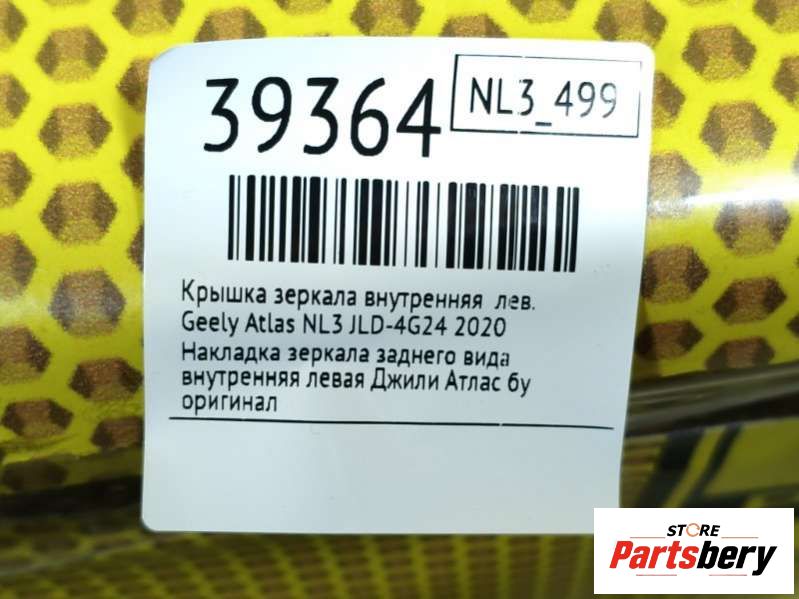 39364
NL3_499
Крышка зеркала внутренняя лев.
Geely Atlas NL3 JLD-4G24 2020
Накладка зеркала заднего вида
внутренняя левая Джили Атлас бу
оригинал
STORE
Partsbery